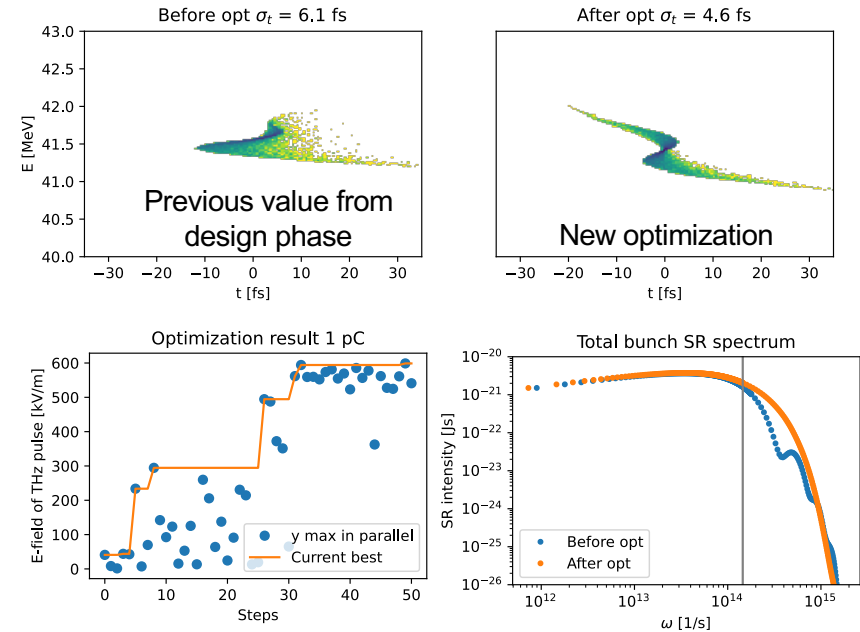 Before opt σt = 6.1 fs
After opt σt = 4.6 fs
43.0
42.5
42.0
41.5
41.0
40.5
40.0
E [MeV]
Previous value from
design phase
New optimization
−30 −20 −10 0 10 20 30
t [fs]
−30 −20 −10 0 10 20 30
t [fs]
Optimization result 1 pC
600
500
400
300
200
100
0
E-field of THz pulse [kV/m]
y max in parallel
Current best
0 10 20 30 40 50
Steps
Total bunch SR spectrum
10⁻²⁰
10⁻²¹
10⁻²²
10⁻²³
10⁻²⁴
10⁻²⁵
10⁻²⁶
SR intensity [Js]
Before opt
After opt
10¹² 10¹³ 10¹⁴ 10¹⁵
ω [1/s]